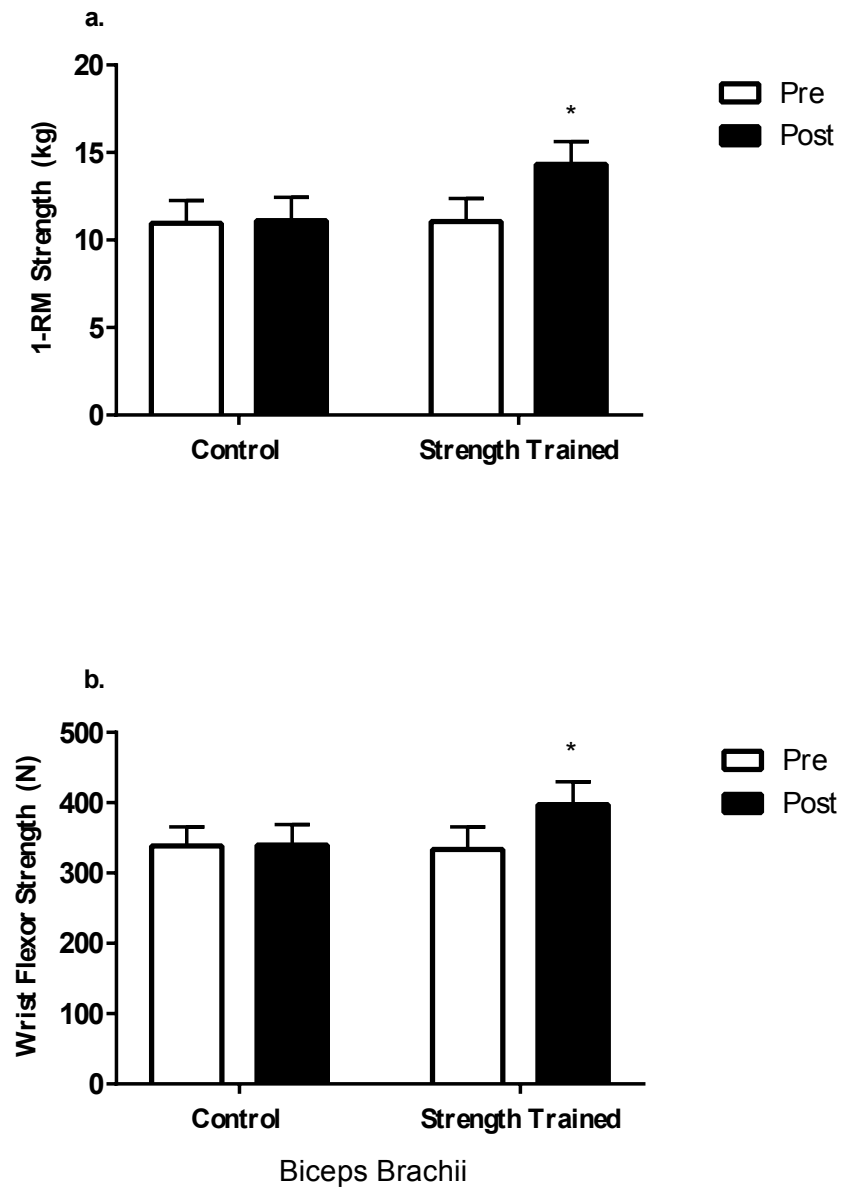 a.
20
15
10
5
0
1-RM Strength (kg)
*
Pre
Post
Control
Strength Trained
b.
500
400
300
200
100
0
Wrist Flexor Strength (N)
*
Pre
Post
Control
Strength Trained
Biceps Brachii